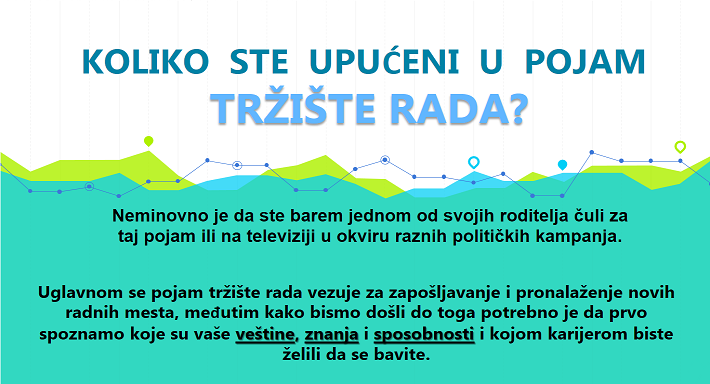 KOLIKO STE UPUĆENI U POJAM
TRŽIŠTE RADA?
Neminovno je da ste barem jednom od svojih roditelja čuli za
taj pojam ili na televiziji u okviru raznih političkih kampanja.
Uglavnom se pojam tržište rada vezuje za zapošljavanje i pronalaženje novih
radnih mesta, međutim kako bismo došli do toga potrebno je da prvo
spoznamo koje su vaše veštine, znanja i sposobnosti i kojom karijerom biste
želili da se bavite.